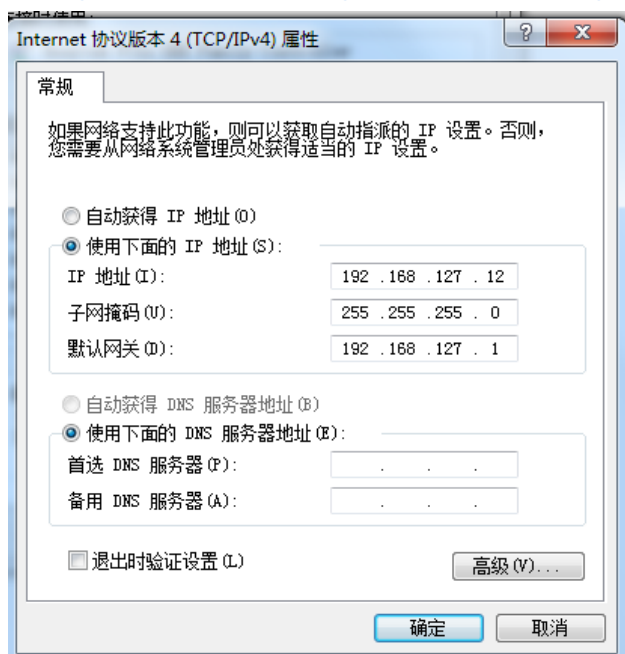 Internet 协议版本 4 (TCP/IPv4) 属性
常规
如果网络支持此功能，则可以获取自动指派的 IP 设置。否则，
您需要从网络系统管理员处获得适当的 IP 设置。
自动获得 IP 地址(O)
使用下面的 IP 地址(S):
IP 地址(I): 192 .168 .127 . 12
子网掩码(U): 255 .255 .255 . 0
默认网关(D): 192 .168 .127 . 1
自动获得 DNS 服务器地址(B)
使用下面的 DNS 服务器地址(E):
首选 DNS 服务器(P): . . .
备用 DNS 服务器(A): . . .
退出时验证设置(L)
高级(V)...
确定 取消